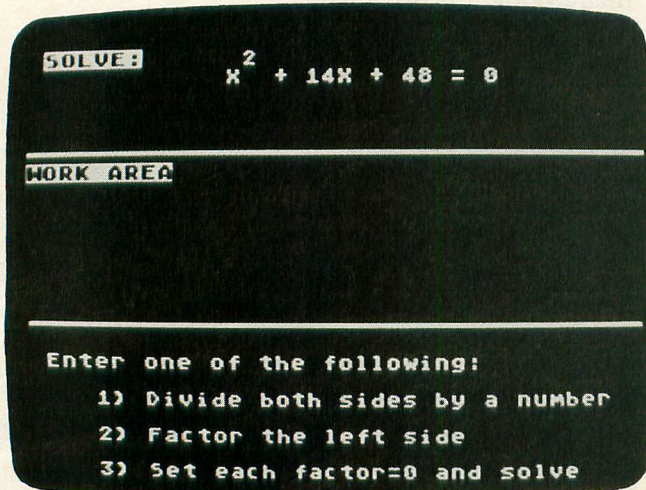 SOLVE: x² + 14X + 48 = 0
WORK AREA
Enter one of the following:
1) Divide both sides by a number
2) Factor the left side
3) Set each factor=0 and solve